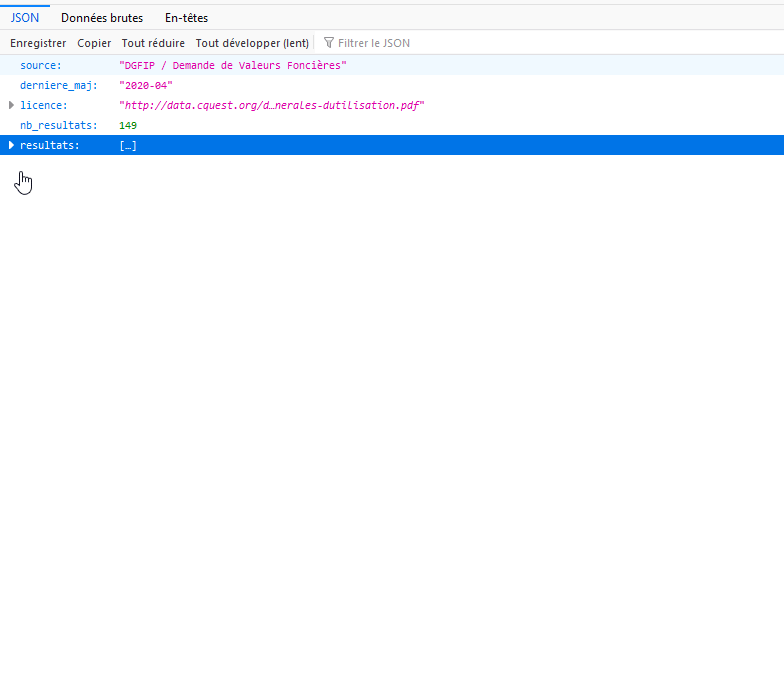 JSON Données brutes En-têtes
Enregistrer Copier Tout réduire Tout développer (lent) Filtrer le JSON
source: "DGFIP / Demande de Valeurs Foncières"
derniere_maj: "2020-04"
licence: "http://data.cquest.org/d…nerales-dutilisation.pdf"
nb_resultats: 149
resultats: […]